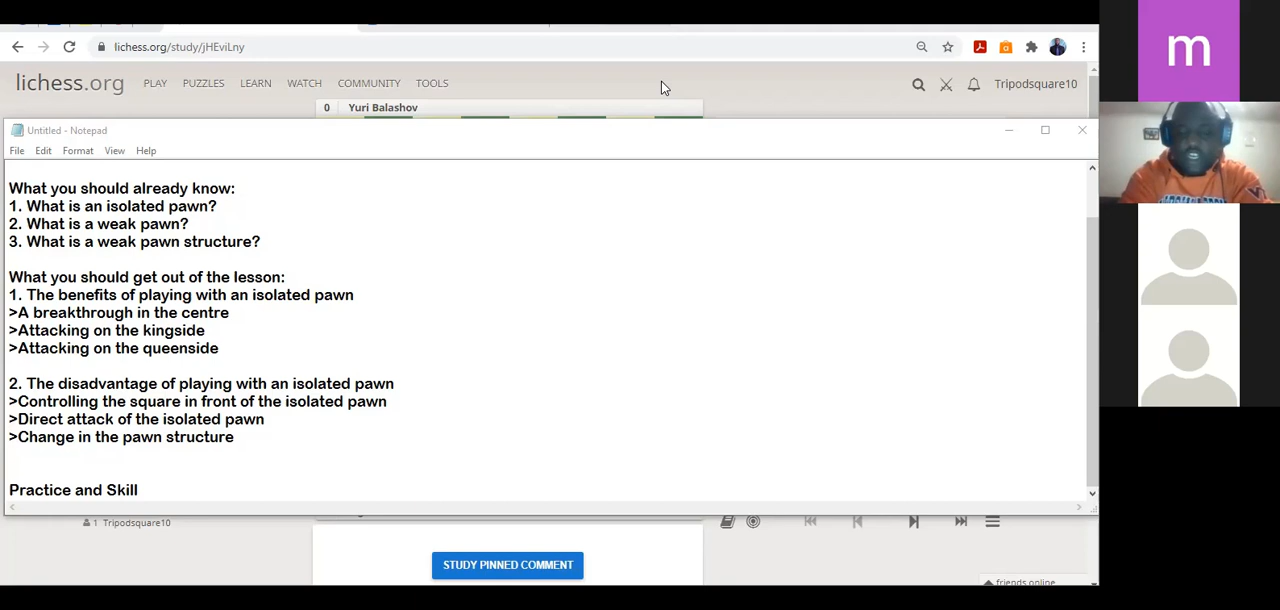 lichess.org/study/jHEviLny
lichess.org PLAY PUZZLES LEARN WATCH COMMUNITY TOOLS Tripodsquare10
0 Yuri Balashov
Untitled - Notepad
File Edit Format View Help
What you should already know:
1. What is an isolated pawn?
2. What is a weak pawn?
3. What is a weak pawn structure?
What you should get out of the lesson:
1. The benefits of playing with an isolated pawn
>A breakthrough in the centre
>Attacking on the kingside
>Attacking on the queenside
2. The disadvantage of playing with an isolated pawn
>Controlling the square in front of the isolated pawn
>Direct attack of the isolated pawn
>Change in the pawn structure
Practice and Skill
1 Tripodsquare10
STUDY PINNED COMMENT
friends online
m